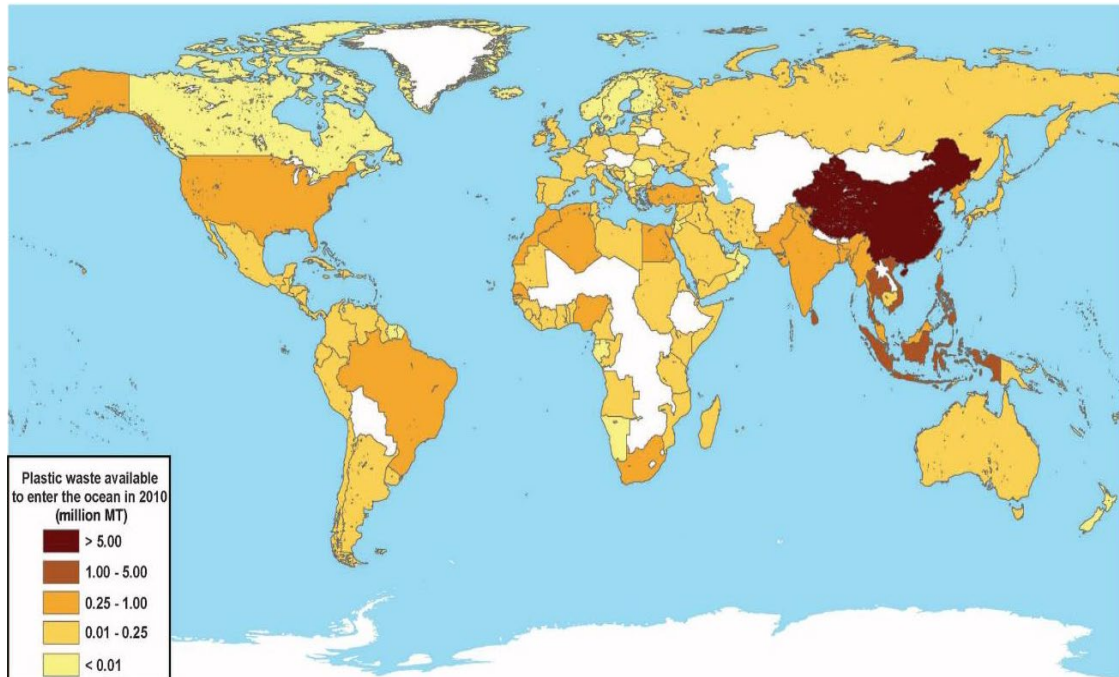 Plastic waste available
to enter the ocean in 2010
(million MT)
> 5.00
1.00 - 5.00
0.25 - 1.00
0.01 - 0.25
< 0.01